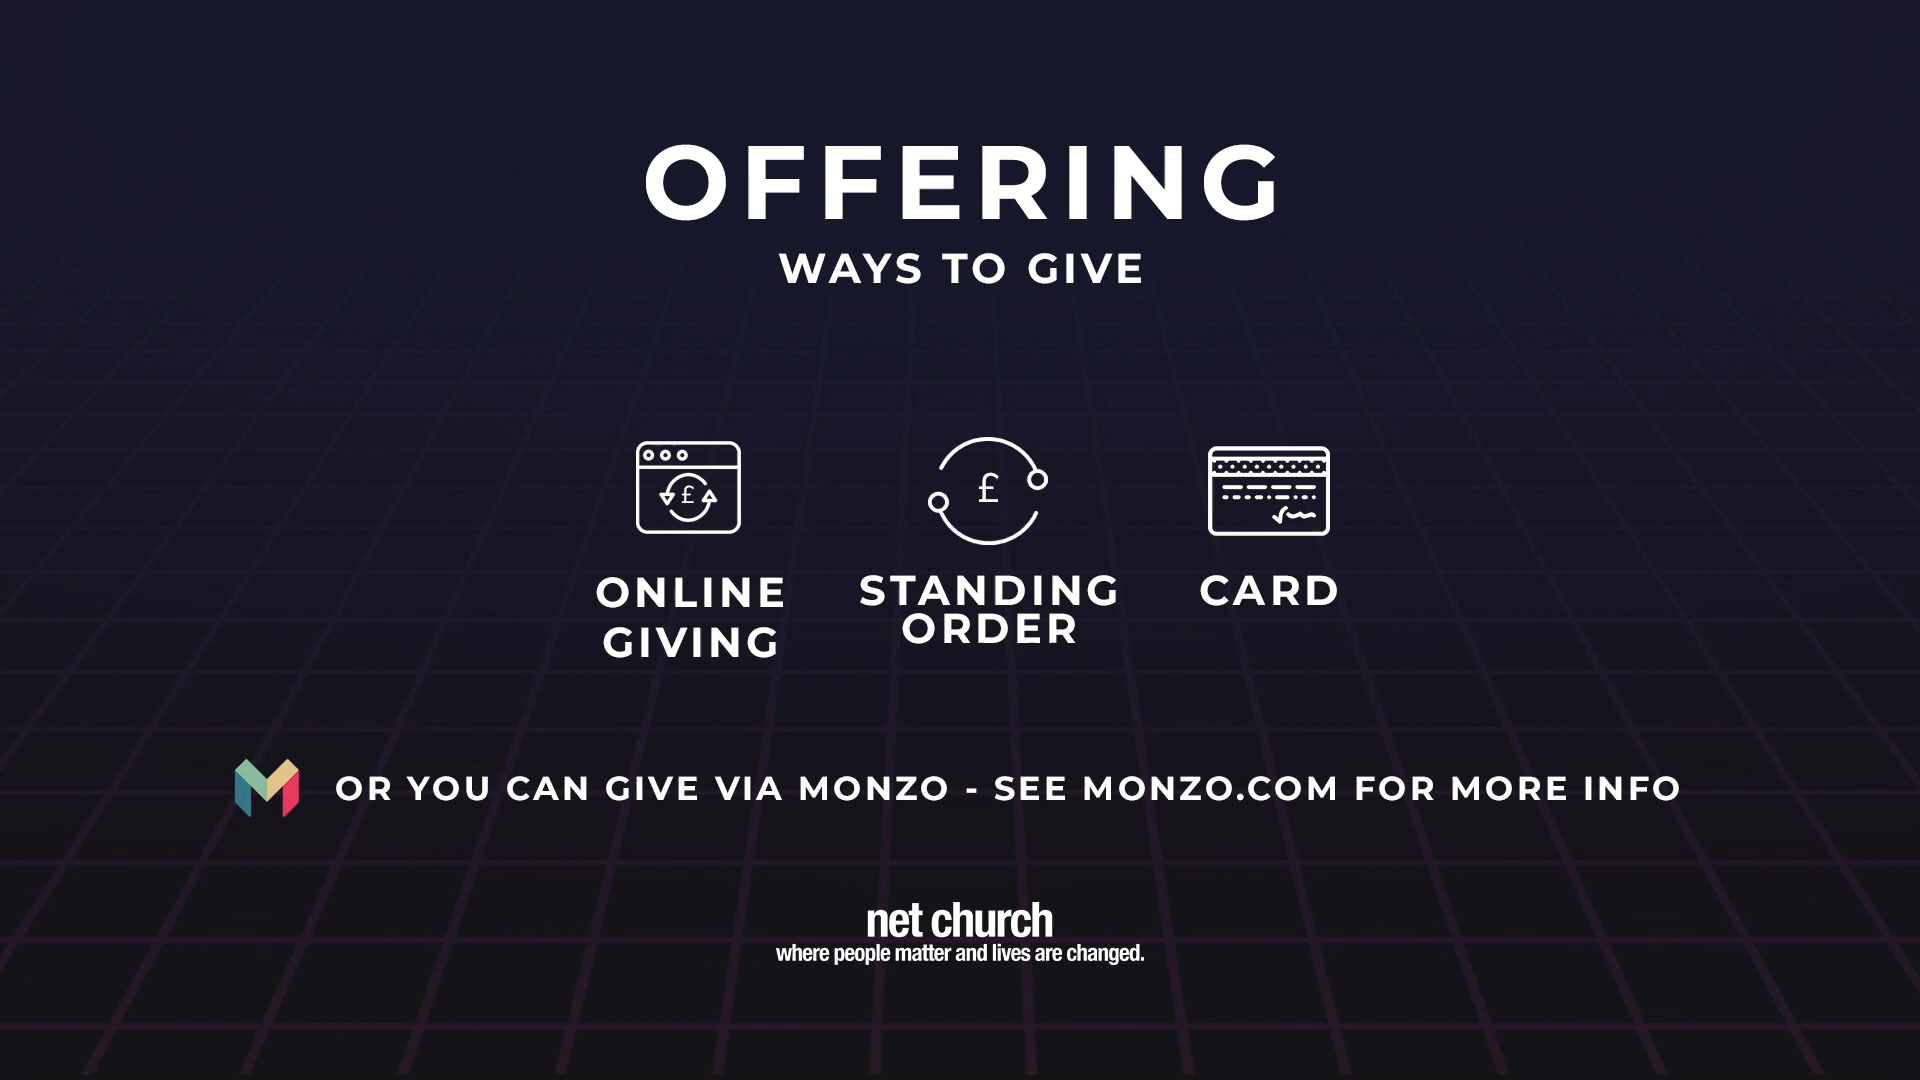 OFFERING
WAYS TO GIVE
£
£
ONLINE
GIVING
STANDING
ORDER
CARD
OR YOU CAN GIVE VIA MONZO - SEE MONZO.COM FOR MORE INFO
net church
where people matter and lives are changed.